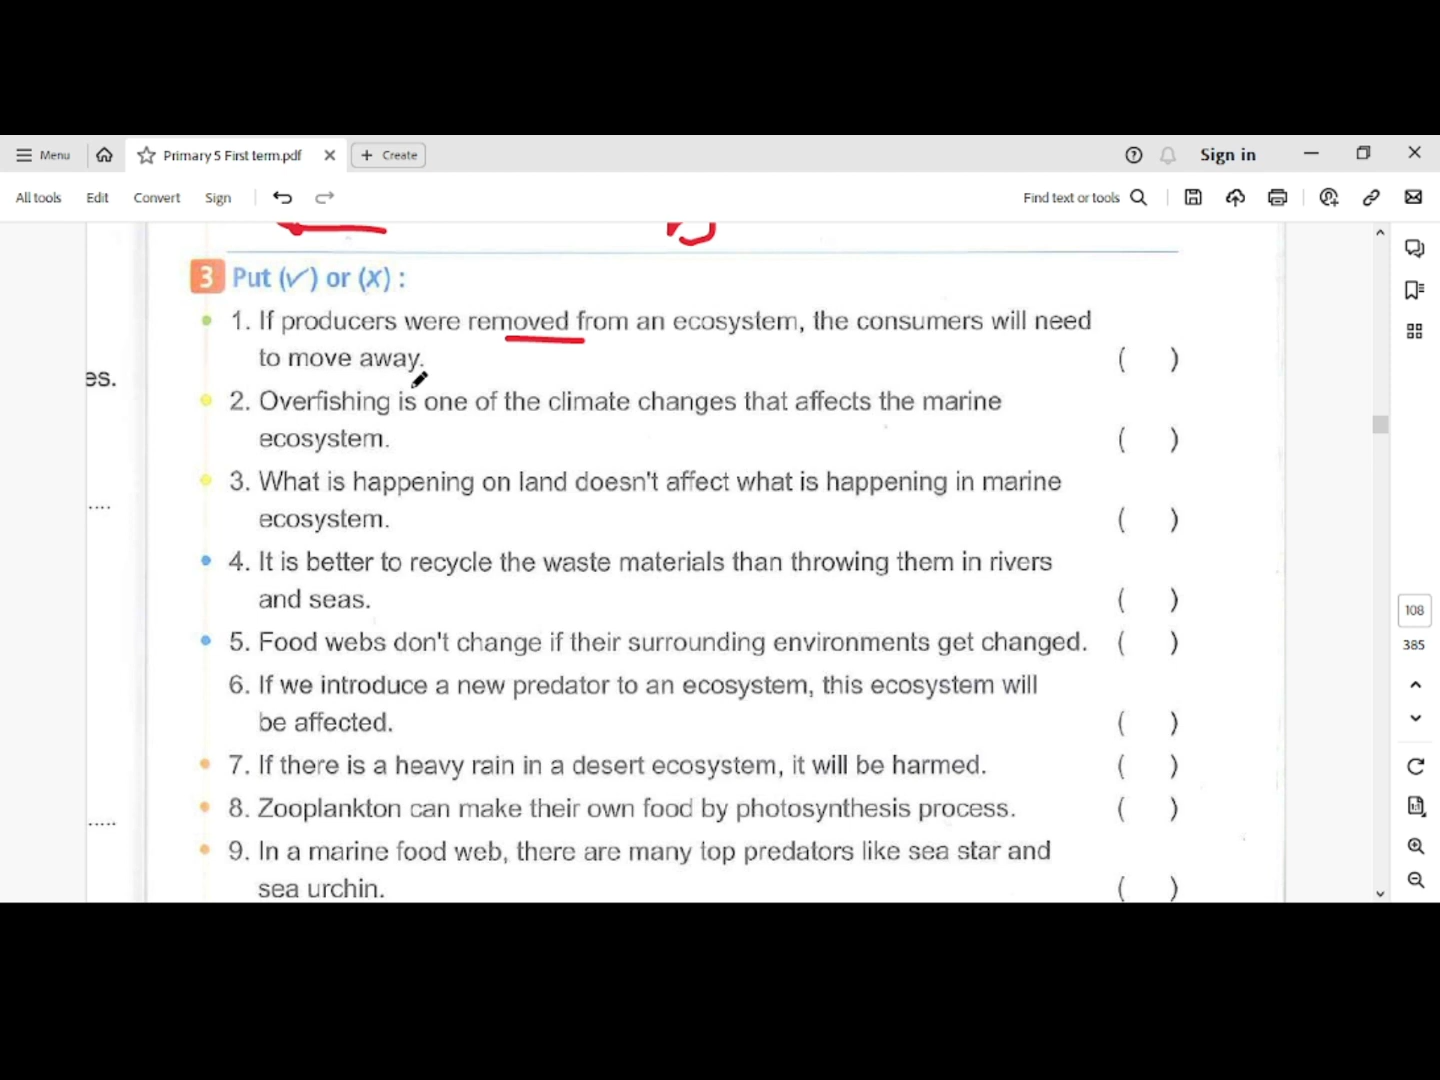 Menu
Primary 5 First term.pdf
Create
Sign in
All tools
Edit
Convert
Sign
Find text or tools
3 Put (✓) or (X) :
1. If producers were removed from an ecosystem, the consumers will need
to move away. ( )
es.
2. Overfishing is one of the climate changes that affects the marine
ecosystem. ( )
3. What is happening on land doesn't affect what is happening in marine
ecosystem. ( )
....
4. It is better to recycle the waste materials than throwing them in rivers
and seas. ( )
5. Food webs don't change if their surrounding environments get changed. ( )
6. If we introduce a new predator to an ecosystem, this ecosystem will
be affected. ( )
7. If there is a heavy rain in a desert ecosystem, it will be harmed. ( )
8. Zooplankton can make their own food by photosynthesis process. ( )
.....
9. In a marine food web, there are many top predators like sea star and
sea urchin. ( )
108
385